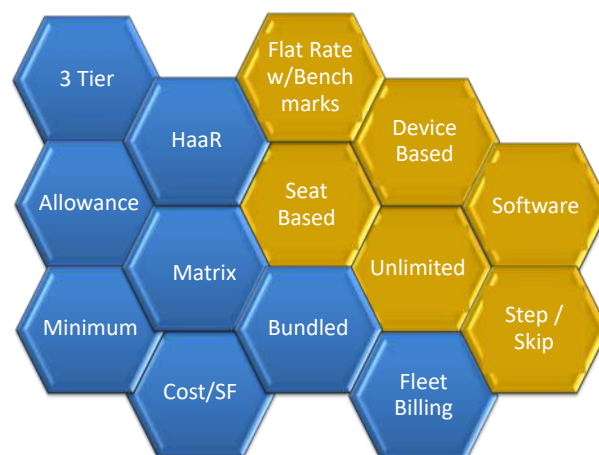 3 Tier
Flat Rate
w/Bench
marks
HaaR
Device
Based
Allowance
Seat
Based
Software
Matrix
Unlimited
Minimum
Bundled
Step /
Skip
Cost/SF
Fleet
Billing